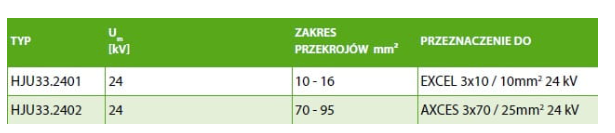 TYP
Um
[kV]
ZAKRES
PRZEKROJÓW mm²
PRZEZNACZENIE DO
HJU33.2401 24 10 - 16 EXCEL 3x10 / 10mm² 24 kV
HJU33.2402 24 70 - 95 AXCES 3x70 / 25mm² 24 kV